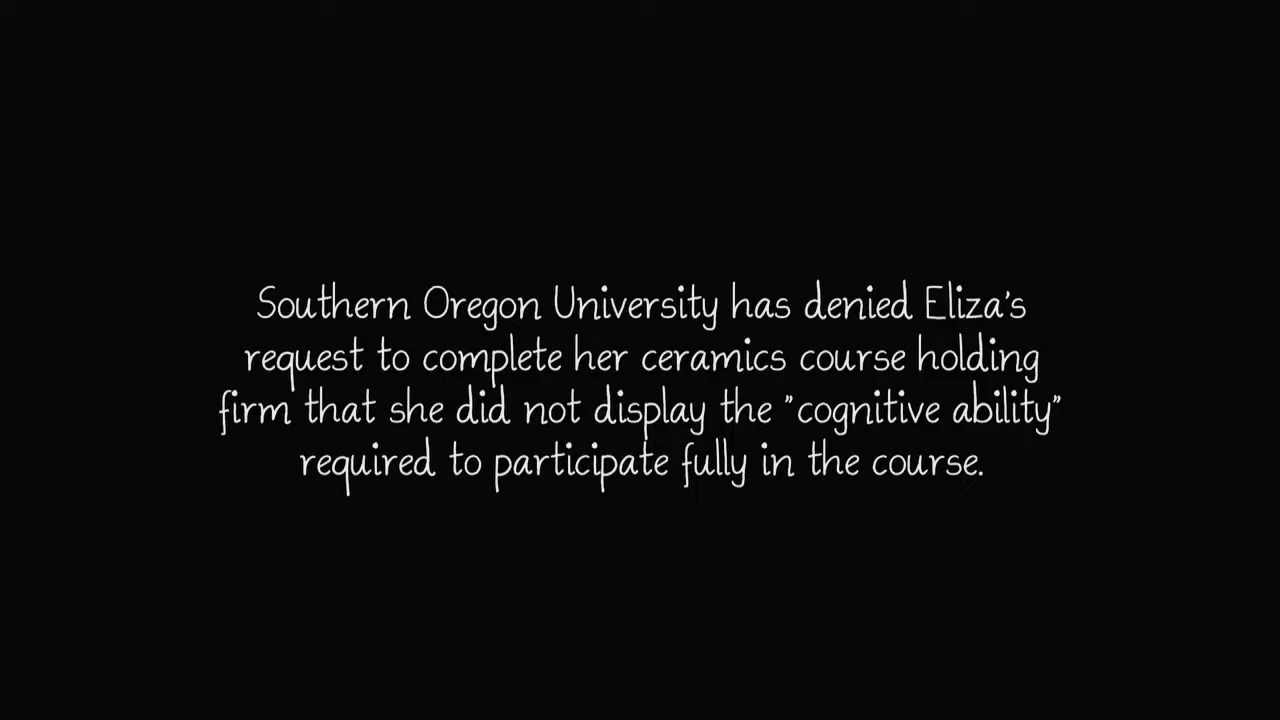 Southern Oregon University has denied Eliza's
request to complete her ceramics course holding
firm that she did not display the "cognitive ability"
required to participate fully in the course.